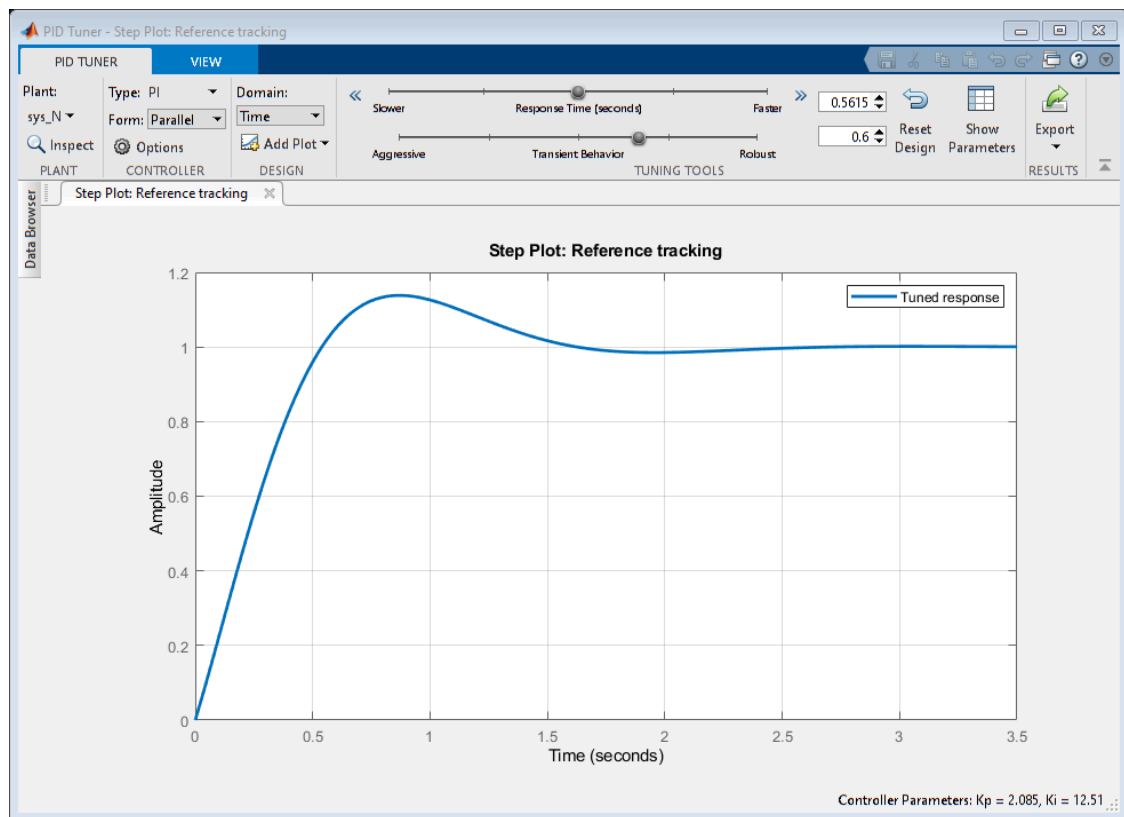 PID Tuner - Step Plot: Reference tracking
PID TUNER VIEW
Plant: Type: PI Domain:
sys_N Form: Parallel Time
Inspect Options Add Plot
PLANT CONTROLLER DESIGN
Slower Response Time (seconds) Faster 0.5615
Aggressive Transient Behavior Robust 0.6
Reset Design
Show Parameters
Export
TUNING TOOLS RESULTS
Data Browser
Step Plot: Reference tracking
Step Plot: Reference tracking
Tuned response
Amplitude
1.2
1
0.8
0.6
0.4
0.2
0
0 0.5 1 1.5 2 2.5 3 3.5
Time (seconds)
Controller Parameters: Kp = 2.085, Ki = 12.51